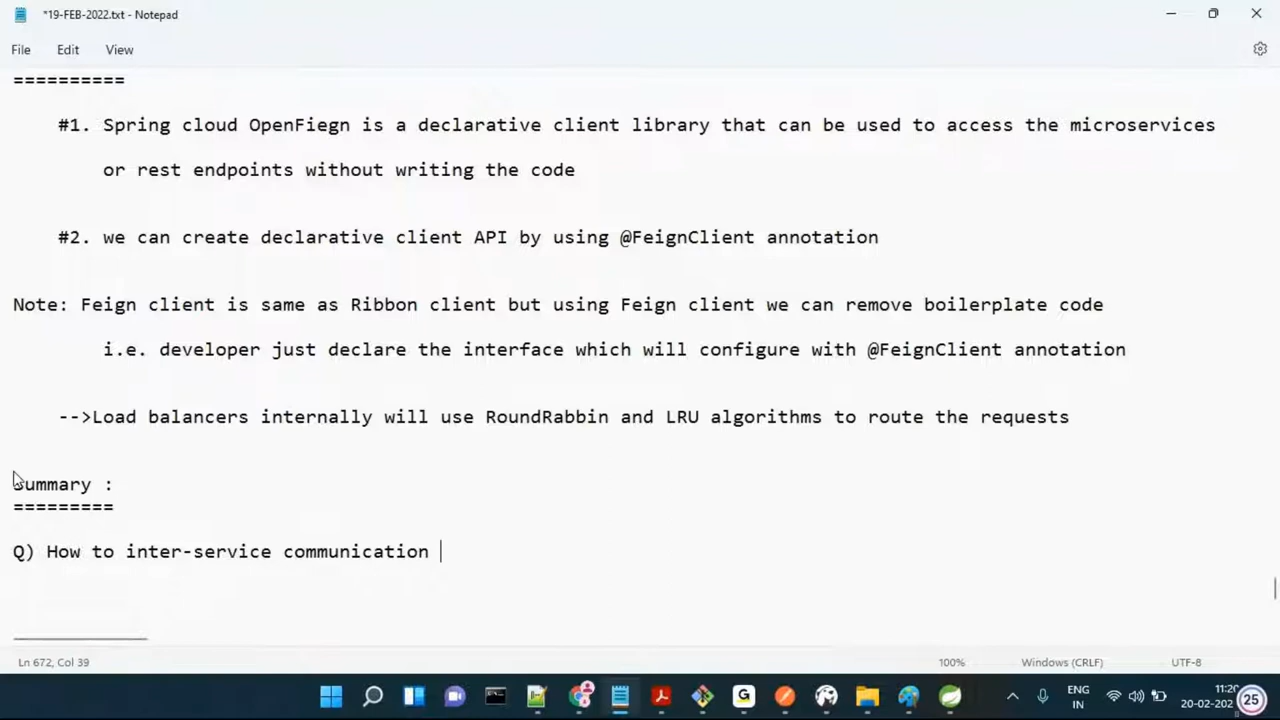 *19-FEB-2022.txt - Notepad
File Edit View
==========
#1. Spring cloud OpenFiegn is a declarative client library that can be used to access the microservices
or rest endpoints without writing the code
#2. we can create declarative client API by using @FeignClient annotation
Note: Feign client is same as Ribbon client but using Feign client we can remove boilerplate code
i.e. developer just declare the interface which will configure with @FeignClient annotation
-->Load balancers internally will use RoundRabbin and LRU algorithms to route the requests
Summary :
=========
Q) How to inter-service communication
Ln 672, Col 39 100% Windows (CRLF) UTF-8
ENG 11:20
IN 20-02-202 25